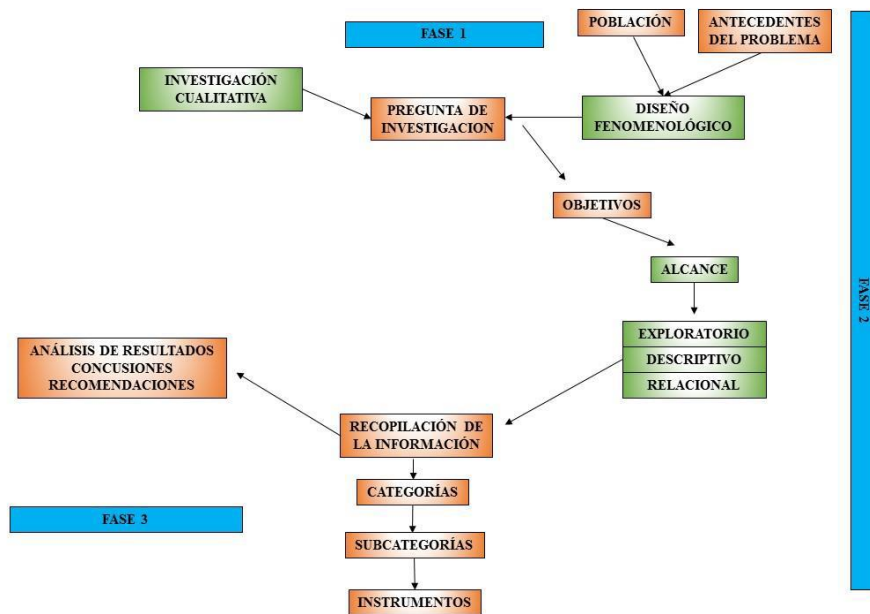 FASE 1
POBLACIÓN
ANTECEDENTES
DEL PROBLEMA
INVESTIGACIÓN
CUALITATIVA
PREGUNTA DE
INVESTIGACION
DISEÑO
FENOMENOLÓGICO
OBJETIVOS
ALCANCE
FASE 2
EXPLORATORIO
DESCRIPTIVO
RELACIONAL
ANÁLISIS DE RESULTADOS
CONCUSIONES
RECOMENDACIONES
RECOPILACIÓN DE
LA INFORMACIÓN
CATEGORÍAS
FASE 3
SUBCATEGORÍAS
INSTRUMENTOS